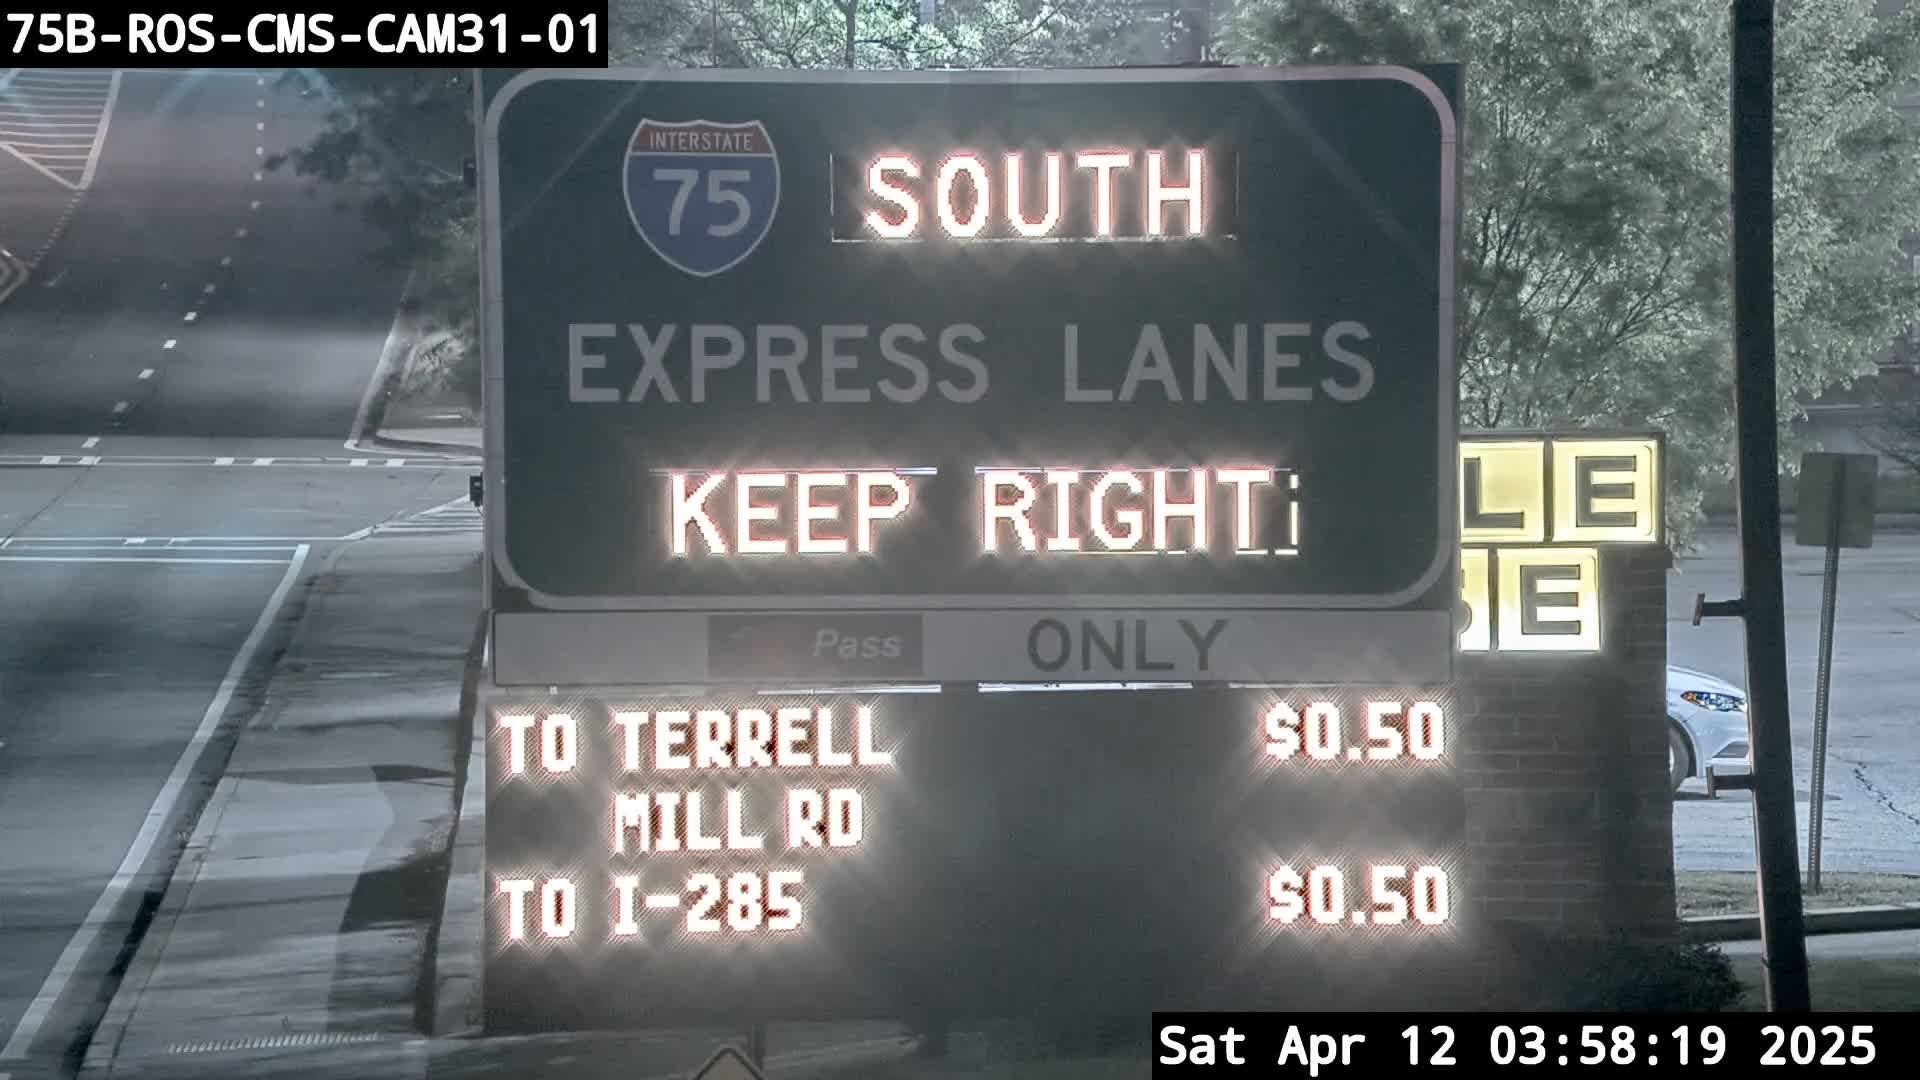 75B-ROS-CMS-CAM31-01
INTERSTATE
75
SOUTH
EXPRESS LANES
KEEP RIGHT
Pass ONLY
TO TERRELL $0.50
MILL RD
TO I-285 $0.50
LE
E
Sat Apr 12 03:58:19 2025